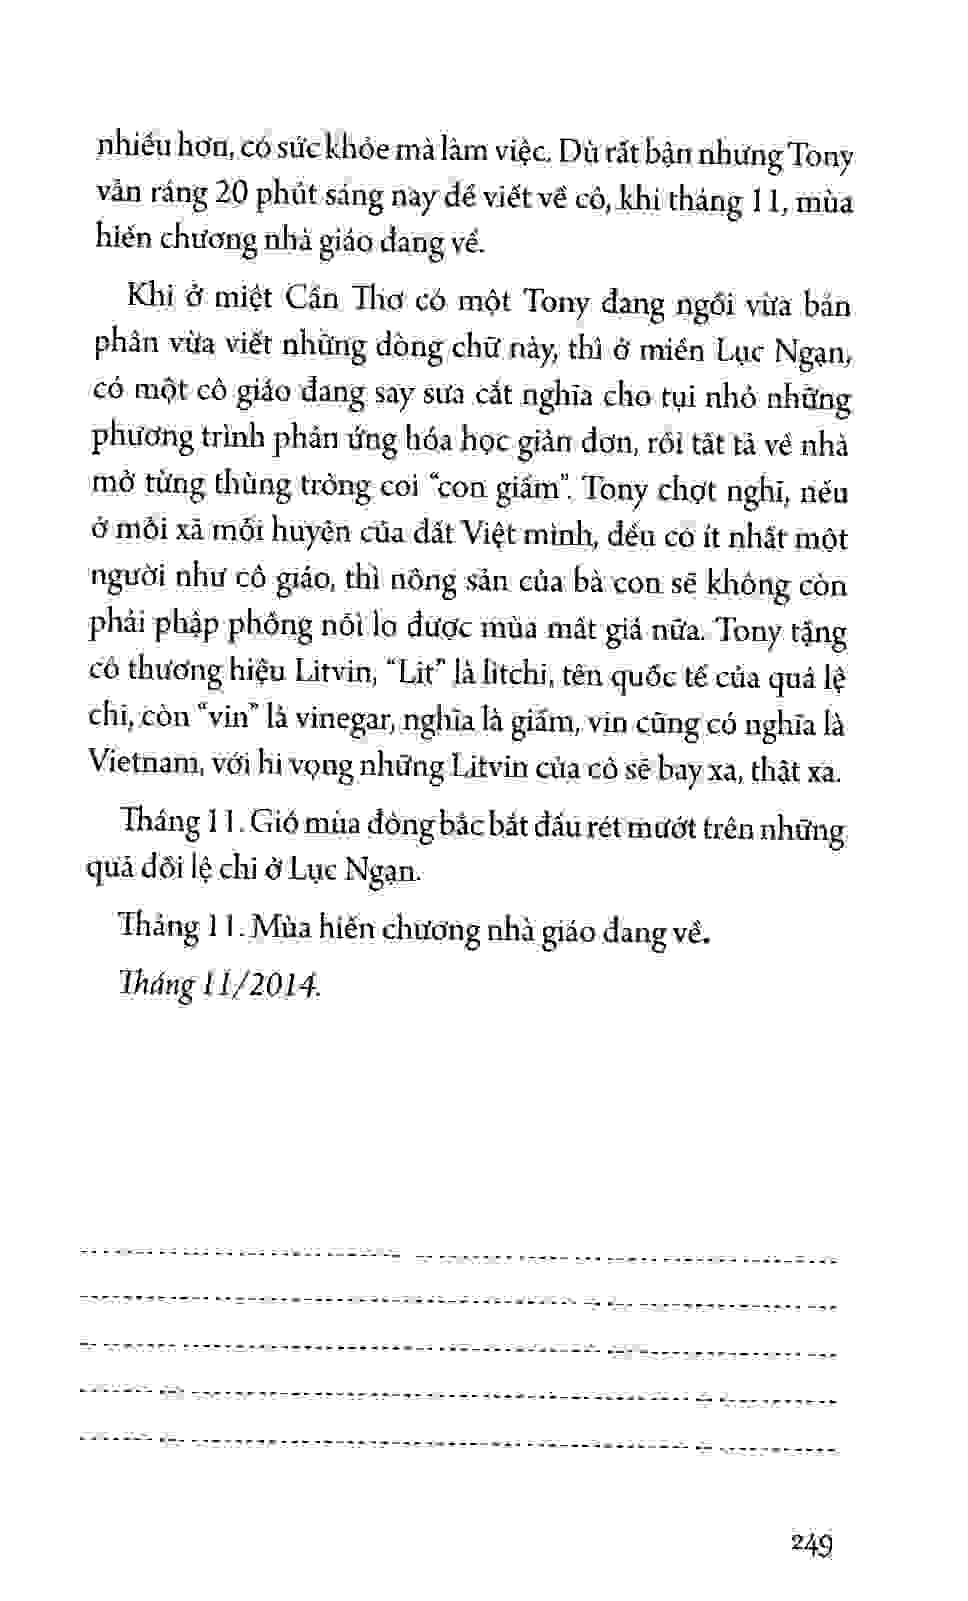 nhiều hơn, có sức khỏe mà làm việc. Dù rất bận nhưng Tony
vẫn ráng 20 phút sáng nay để viết về cô, khi tháng 11, mùa
hiến chương nhà giáo đang về.
Khi ở miệt Cần Thơ có một Tony đang ngồi vừa bán
phân vừa viết những dòng chữ này, thì ở miền Lục Ngạn,
có một cô giáo đang say sưa cắt nghĩa cho tụi nhỏ những
phương trình phản ứng hóa học giản đơn, rồi tất tả về nhà
mở từng thùng trông coi “con giấm”. Tony chợt nghĩ, nếu
ở mỗi xã mỗi huyện của đất Việt mình, đều có ít nhất một
người như cô giáo, thì nông sản của bà con sẽ không còn
phải phập phồng nỗi lo được mùa mất giá nữa. Tony tặng
cô thương hiệu Litvin, “Lit” là litchi, tên quốc tế của quả lệ
chi, còn “vin” là vinegar, nghĩa là giấm, vin cũng có nghĩa là
Vietnam, với hi vọng những Litvin của cô sẽ bay xa, thật xa.
Tháng 11. Gió mùa đông bắc bắt đầu rét mướt trên những
quả đồi lệ chi ở Lục Ngạn.
Tháng 11. Mùa hiến chương nhà giáo đang về.
Tháng 11/2014.
249